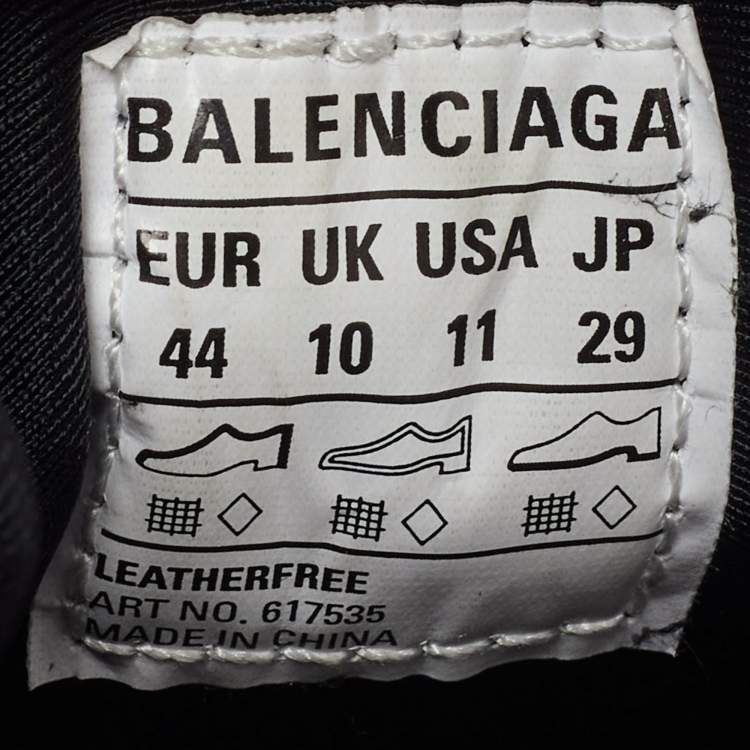 BALENCIAGA
EUR UK USA JP
44 10 11 29
LEATHERFREE
ART NO. 617535
MADE IN CHINA